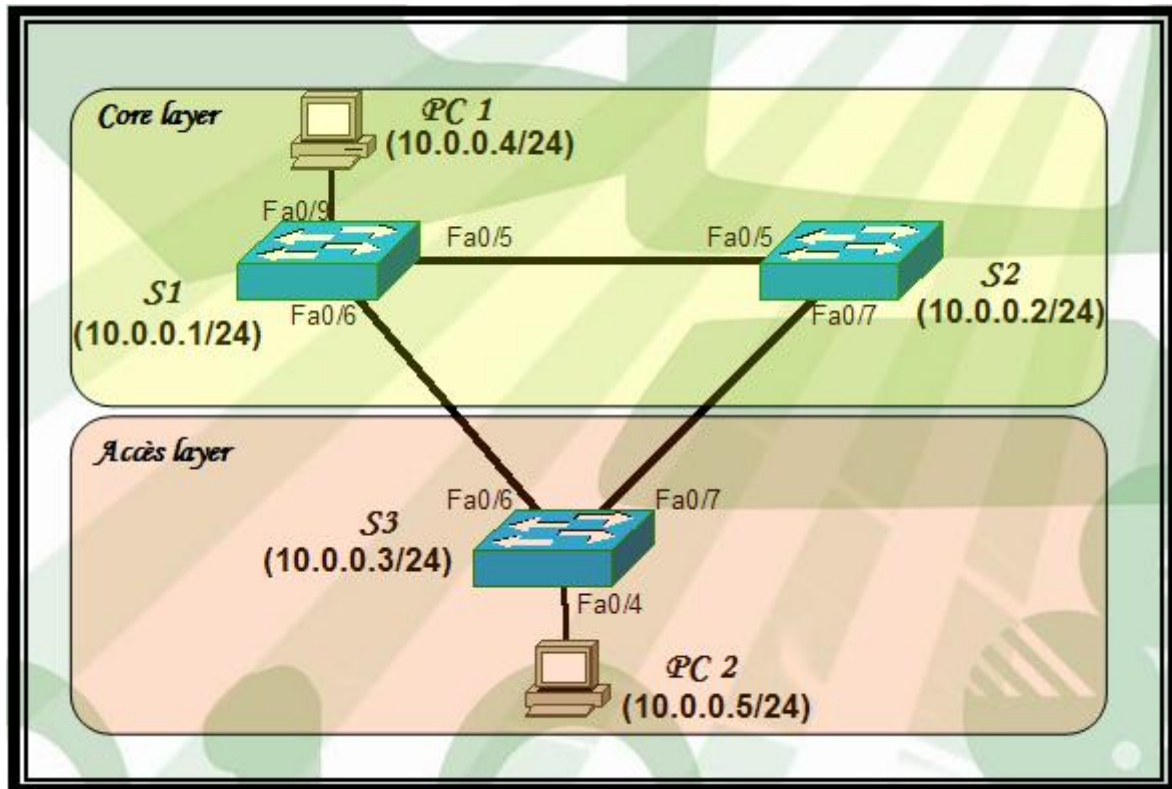 Core layer
PC 1
(10.0.0.4/24)
Fa0/9
Fa0/5
Fa0/5
S1
(10.0.0.1/24)
Fa0/6
S2
(10.0.0.2/24)
Fa0/7
Accès layer
Fa0/6
Fa0/7
S3
(10.0.0.3/24)
Fa0/4
PC 2
(10.0.0.5/24)